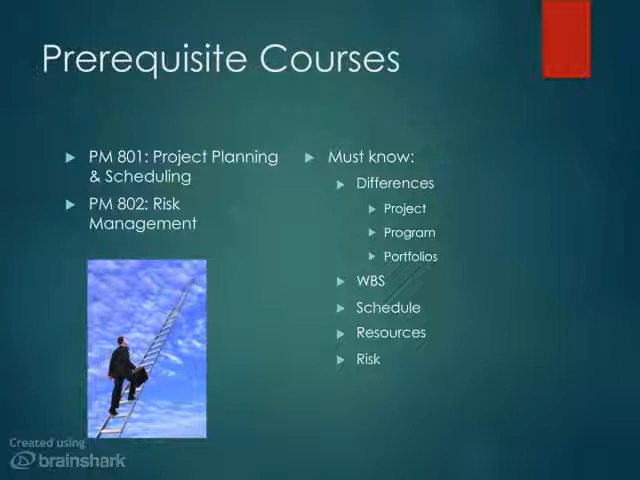 Prerequisite Courses
PM 801: Project Planning
& Scheduling
PM 802: Risk
Management
Must know:
Differences
Project
Program
Portfolios
WBS
Schedule
Resources
Risk
Created using
brainshark